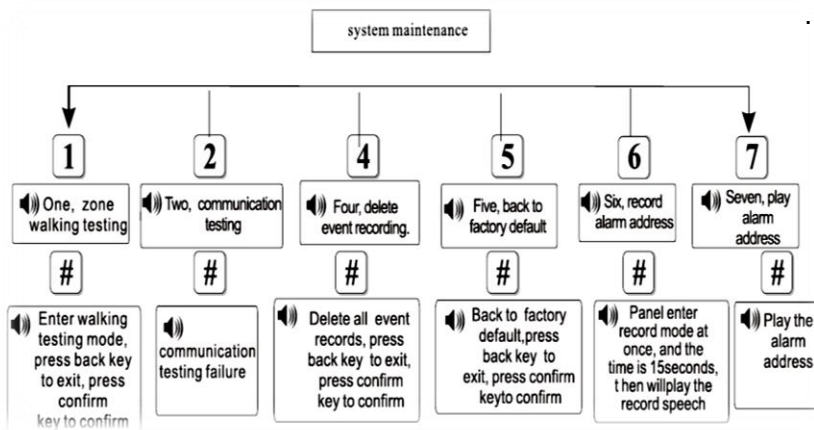 system maintenance
1
2
4
5
6
7
One, zone
walking testing
Two, communication
testing
Four, delete
event recording.
Five, back to
factory default
Six, record
alarm address
Seven, play
alarm
address
#
#
#
#
#
#
Enter walking
testing mode,
press back key
to exit, press
confirm
key to confirm
communication
testing failure
Delete all event
records, press
back key to exit,
press confirm
key to confirm
Back to factory
default,press
back key to
exit, press confirm
keyto confirm
Panel enter
record mode at
once, and the
time is 15seconds,
t hen willplay the
record speech
Play the
alarm
address